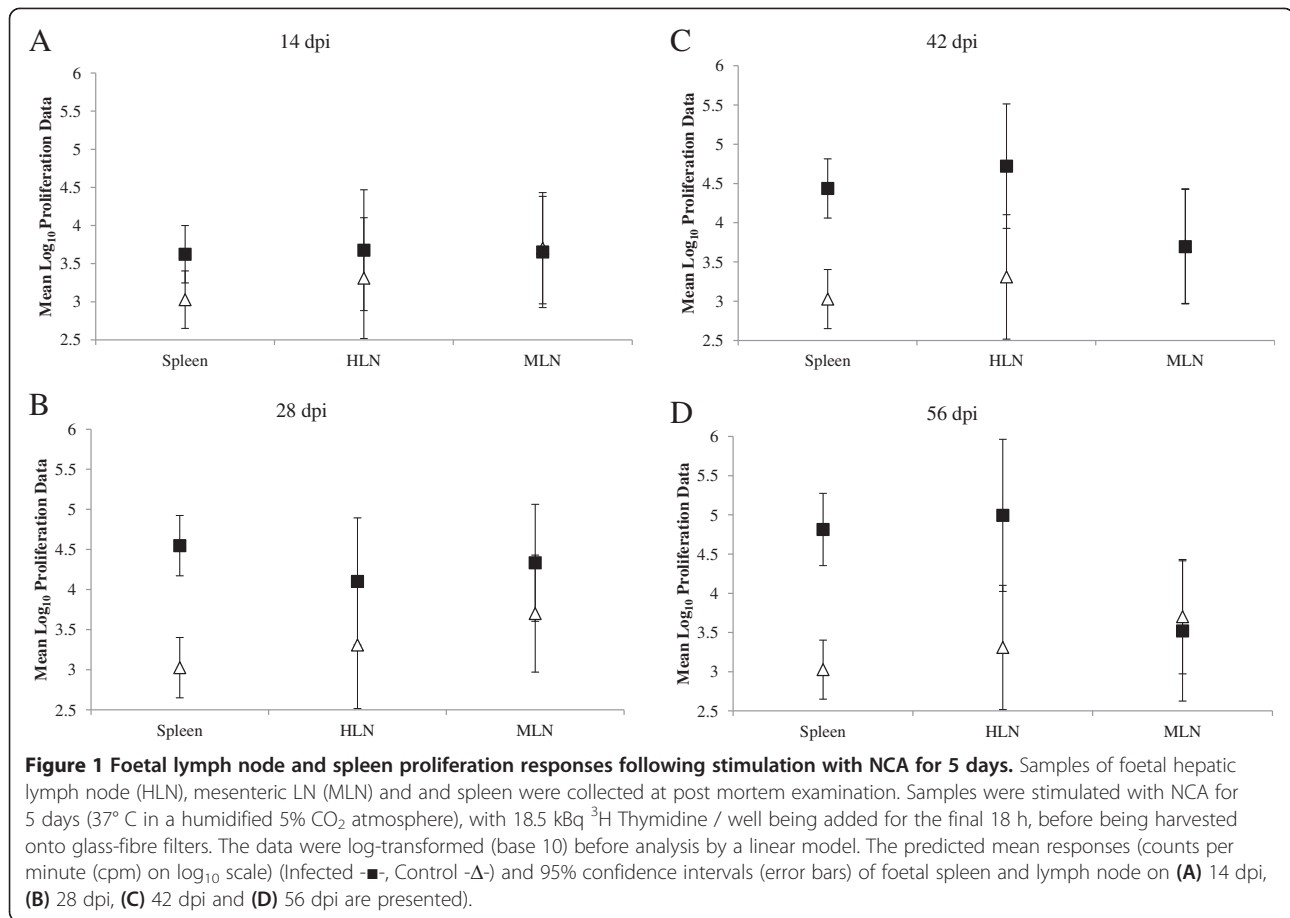 A
14 dpi
Mean Log₁₀ Proliferation Data
6
5.5
5
4.5
4
3.5
3
2.5
Spleen HLN MLN
B
28 dpi
Mean Log₁₀ Proliferation Data
6
5.5
5
4.5
4
3.5
3
2.5
Spleen HLN MLN
C
42 dpi
Mean Log₁₀ Proliferation Data
6
5.5
5
4.5
4
3.5
3
2.5
Spleen HLN MLN
D
56 dpi
Mean Log₁₀ Proliferation Data
6
5.5
5
4.5
4
3.5
3
2.5
Spleen HLN MLN
Figure 1 Foetal lymph node and spleen proliferation responses following stimulation with NCA for 5 days. Samples of foetal hepatic
lymph node (HLN), mesenteric LN (MLN) and and spleen were collected at post mortem examination. Samples were stimulated with NCA for
5 days (37° C in a humidified 5% CO₂ atmosphere), with 18.5 kBq ³H Thymidine / well being added for the final 18 h, before being harvested
onto glass-fibre filters. The data were log-transformed (base 10) before analysis by a linear model. The predicted mean responses (counts per
minute (cpm) on log₁₀ scale) (Infected -■-, Control -Δ-) and 95% confidence intervals (error bars) of foetal spleen and lymph node on (A) 14 dpi,
(B) 28 dpi, (C) 42 dpi and (D) 56 dpi are presented).